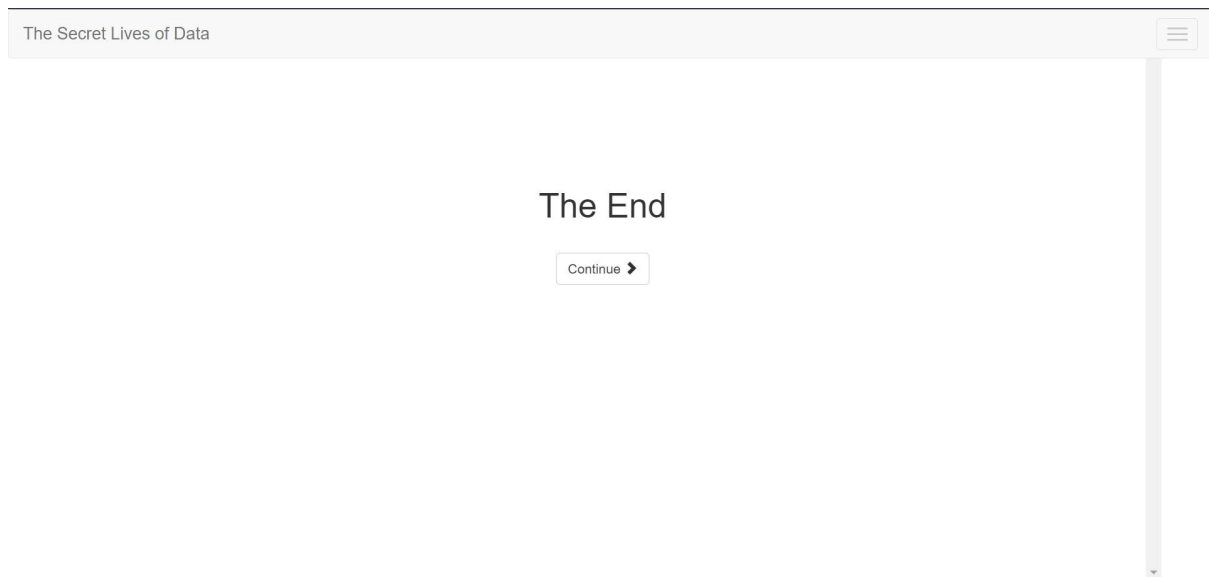 The Secret Lives of Data
The End
Continue